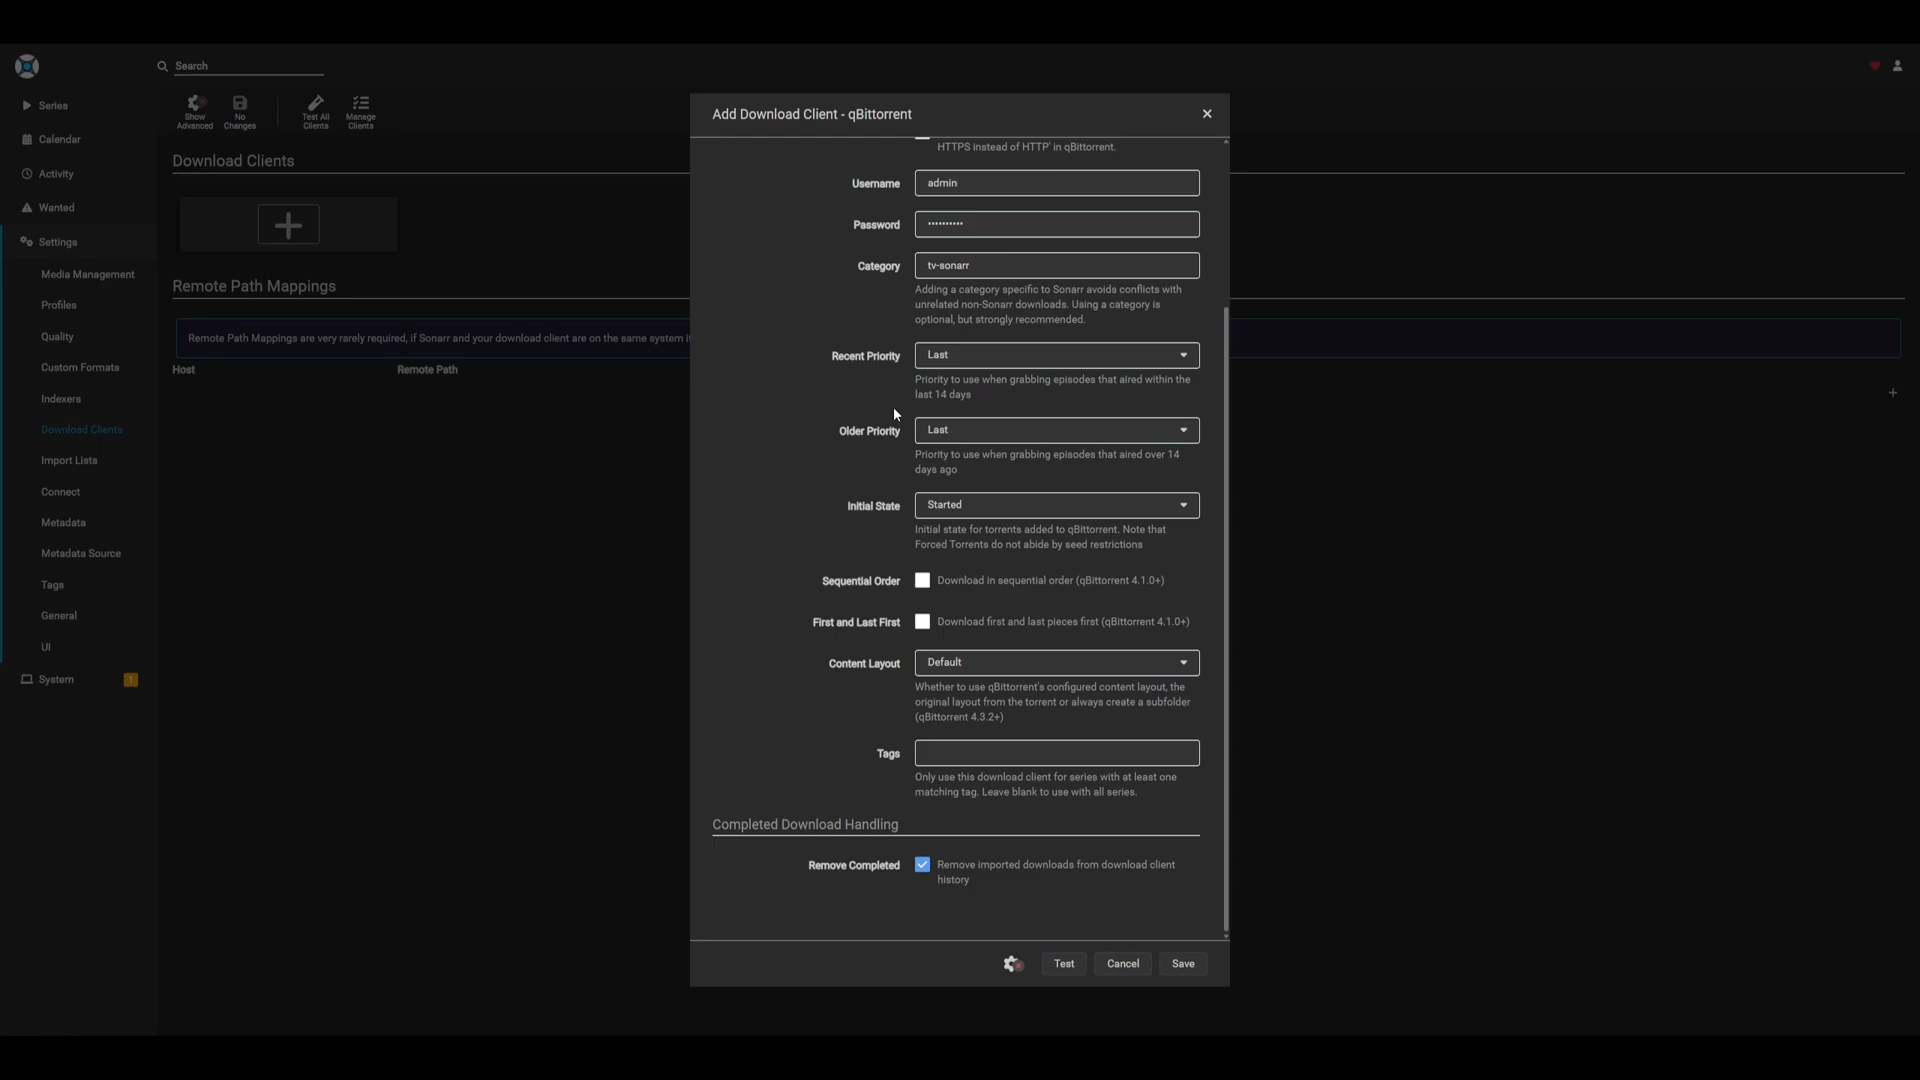 Search
Series
Calendar
Activity
Wanted
Settings
Media Management
Profiles
Quality
Custom Formats
Indexers
Download Clients
Import Lists
Connect
Metadata
Metadata Source
Tags
General
UI
System
1
Show
Advanced
No
Changes
Test All
Clients
Manage
Clients
Download Clients
Remote Path Mappings
Remote Path Mappings are very rarely required, if Sonarr and your download client are on the same system
Host
Remote Path
Add Download Client - qBittorrent
HTTPS instead of HTTP' in qBittorrent.
Username
admin
Password
Category
tv-sonarr
Adding a category specific to Sonarr avoids conflicts with
unrelated non-Sonarr downloads. Using a category is
optional, but strongly recommended.
Recent Priority
Last
Priority to use when grabbing episodes that aired within the
last 14 days
Older Priority
Last
Priority to use when grabbing episodes that aired over 14
days ago
Initial State
Started
Initial state for torrents added to qBittorrent. Note that
Forced Torrents do not abide by seed restrictions
Sequential Order
Download in sequential order (qBittorrent 4.1.0+)
First and Last First
Download first and last pieces first (qBittorrent 4.1.0+)
Content Layout
Default
Whether to use qBittorrent's configured content layout, the
original layout from the torrent or always create a subfolder
(qBittorrent 4.3.2+)
Tags
Only use this download client for series with at least one
matching tag. Leave blank to use with all series.
Completed Download Handling
Remove Completed
Remove imported downloads from download client
history
Test
Cancel
Save